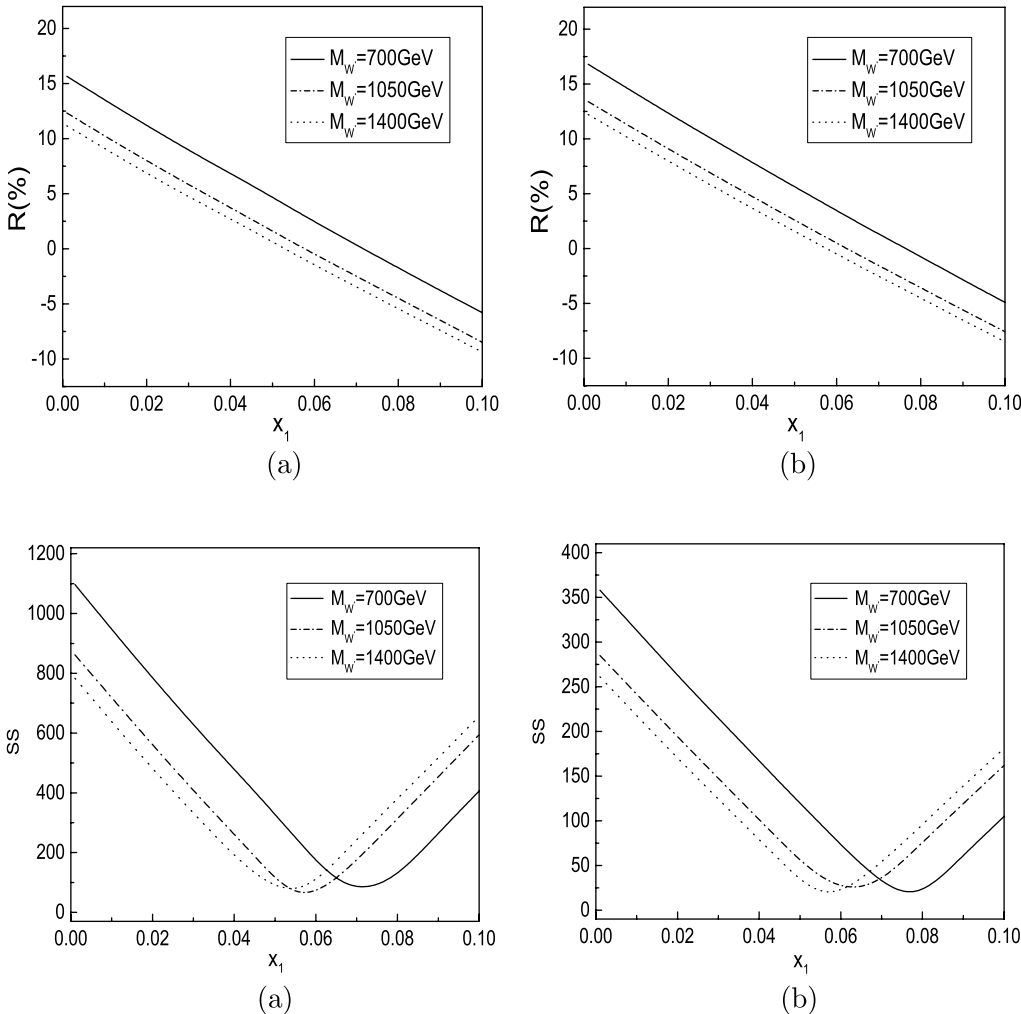 20
15
10
5
0
-5
-10
R(%)
M_W'=700GeV
M_W'=1050GeV
M_W'=1400GeV
0.00 0.02 0.04 0.06 0.08 0.10
x_1
(a)
20
15
10
5
0
-5
-10
R(%)
M_W'=700GeV
M_W'=1050GeV
M_W'=1400GeV
0.00 0.02 0.04 0.06 0.08 0.10
x_1
(b)
1200
1000
800
600
400
200
0
SS
M_W'=700GeV
M_W'=1050GeV
M_W'=1400GeV
0.00 0.02 0.04 0.06 0.08 0.10
x_1
(a)
400
350
300
250
200
150
100
50
0
SS
M_W'=700GeV
M_W'=1050GeV
M_W'=1400GeV
0.00 0.02 0.04 0.06 0.08 0.10
x_1
(b)